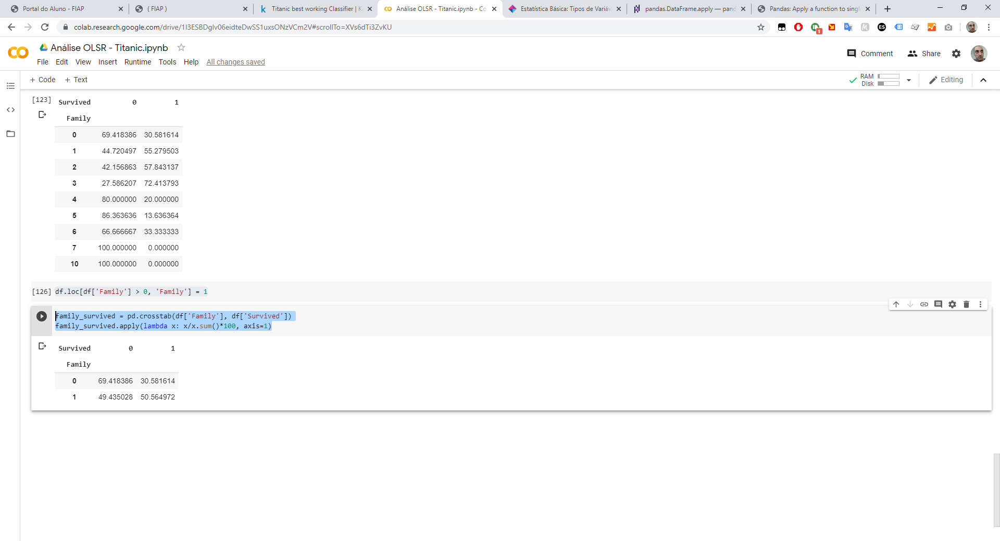 Portal do Aluno - FIAP
( FIAP )
Titanic best working Classifier | K
Análise OLSR - Titanic.ipynb - Co
Estatística Básica: Tipos de Variáv
pandas.DataFrame.apply — pand
Pandas: Apply a function to singl
colab.research.google.com/drive/1I3ESBDgIv06eidteDwSS1uxsONzVCm2V#scrollTo=XVs6dTi3ZvKU
Análise OLSR - Titanic.ipynb
File Edit View Insert Runtime Tools Help All changes saved
Comment Share
+ Code + Text
RAM
Disk
Editing
[123]
Survived 0 1
Family
0 69.418386 30.581614
1 44.720497 55.279503
2 42.156863 57.843137
3 27.586207 72.413793
4 80.000000 20.000000
5 86.363636 13.636364
6 66.666667 33.333333
7 100.000000 0.000000
10 100.000000 0.000000
[126] df.loc[df['Family'] > 0, 'Family'] = 1
family_survived = pd.crosstab(df['Family'], df['Survived'])
family_survived.apply(lambda x: x/x.sum()*100, axis=1)
Survived 0 1
Family
0 69.418386 30.581614
1 49.435028 50.564972